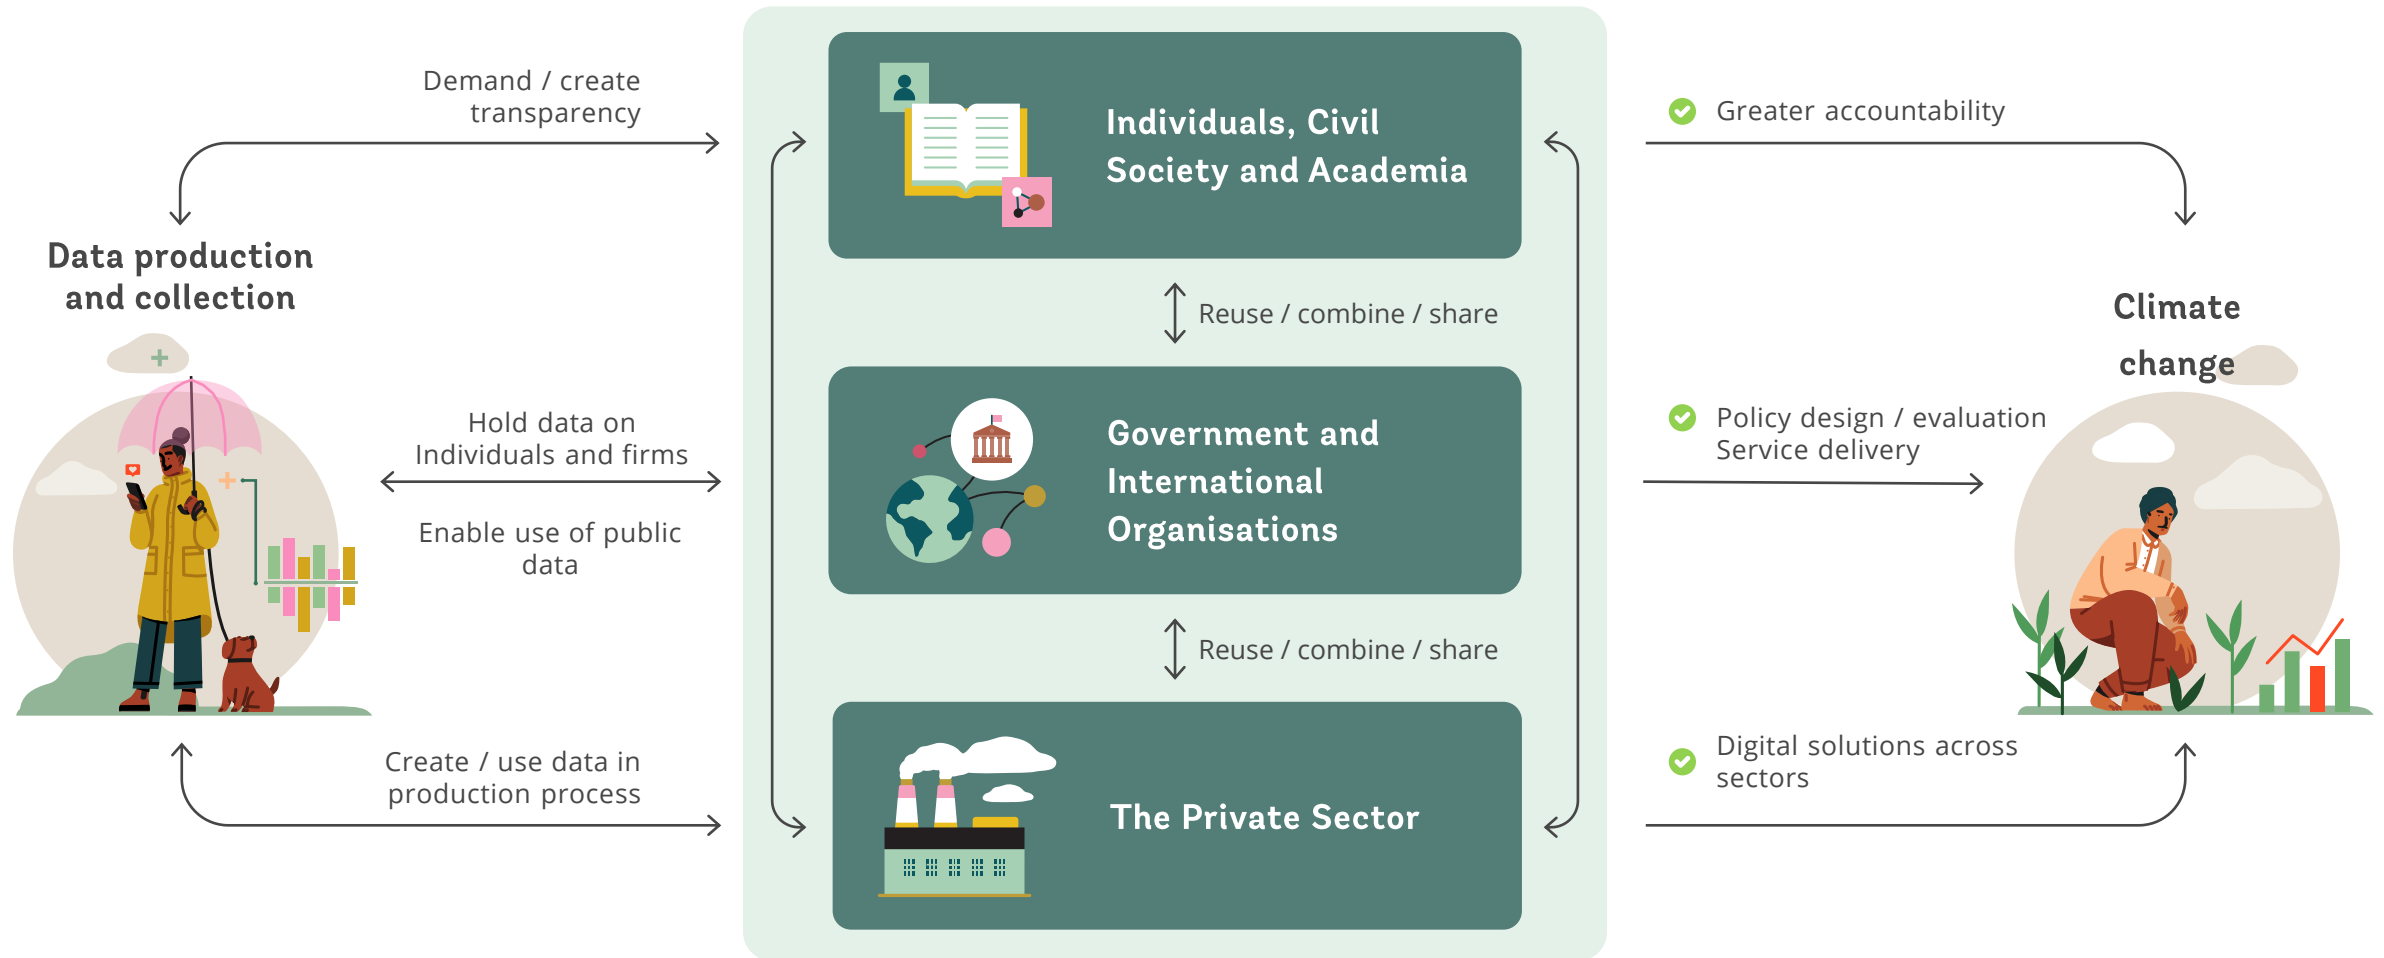 Demand / create
transparency
Data production
and collection
Hold data on
Individuals and firms
Enable use of public
data
Create / use data in
production process
Individuals, Civil
Society and Academia
Reuse / combine / share
Government and
International
Organisations
Reuse / combine / share
The Private Sector
Greater accountability
Climate
change
Policy design / evaluation
Service delivery
Digital solutions across
sectors